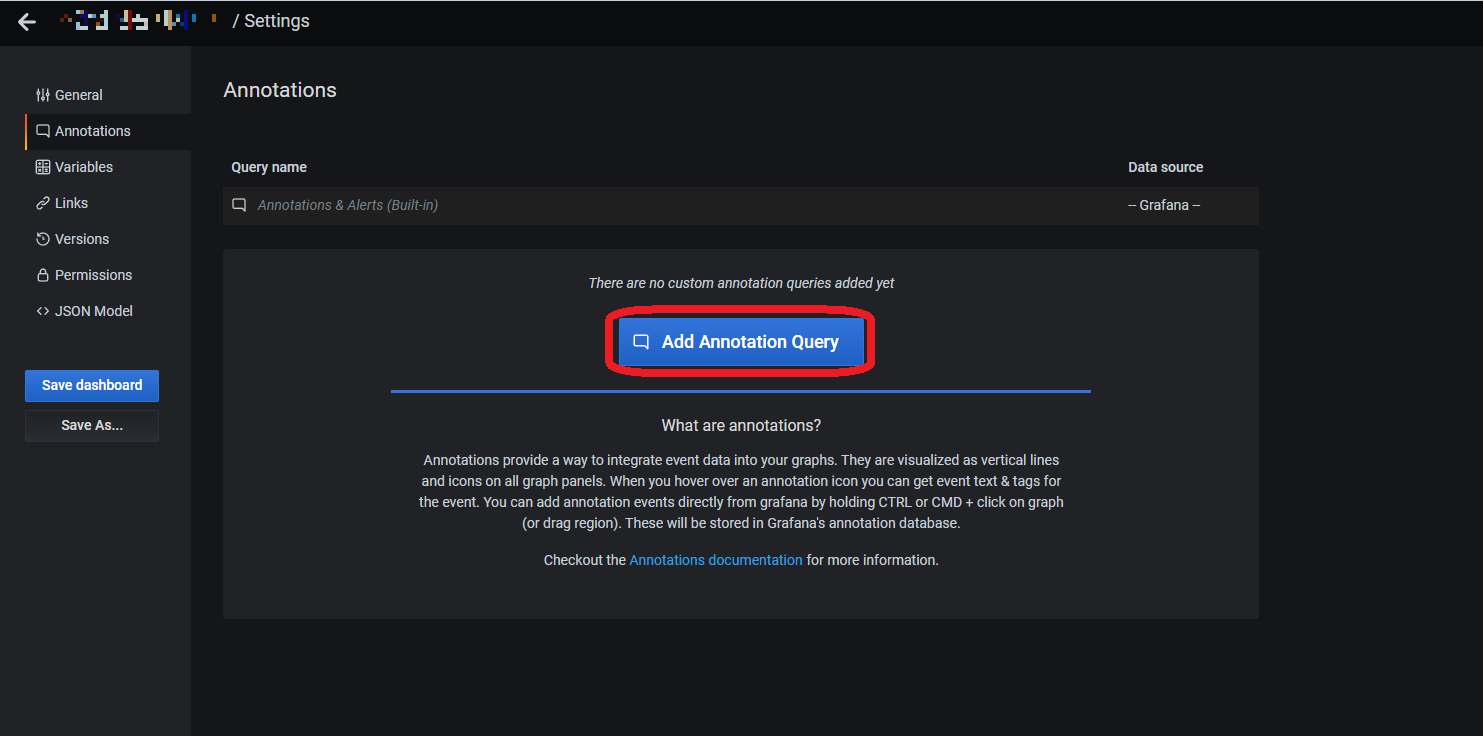 / Settings
General
Annotations
Variables
Links
Versions
Permissions
JSON Model
Save dashboard
Save As...
Annotations
Query name Data source
Annotations & Alerts (Built-in) -- Grafana --
There are no custom annotation queries added yet
Add Annotation Query
What are annotations?
Annotations provide a way to integrate event data into your graphs. They are visualized as vertical lines
and icons on all graph panels. When you hover over an annotation icon you can get event text & tags for
the event. You can add annotation events directly from grafana by holding CTRL or CMD + click on graph
(or drag region). These will be stored in Grafana's annotation database.
Checkout the Annotations documentation for more information.